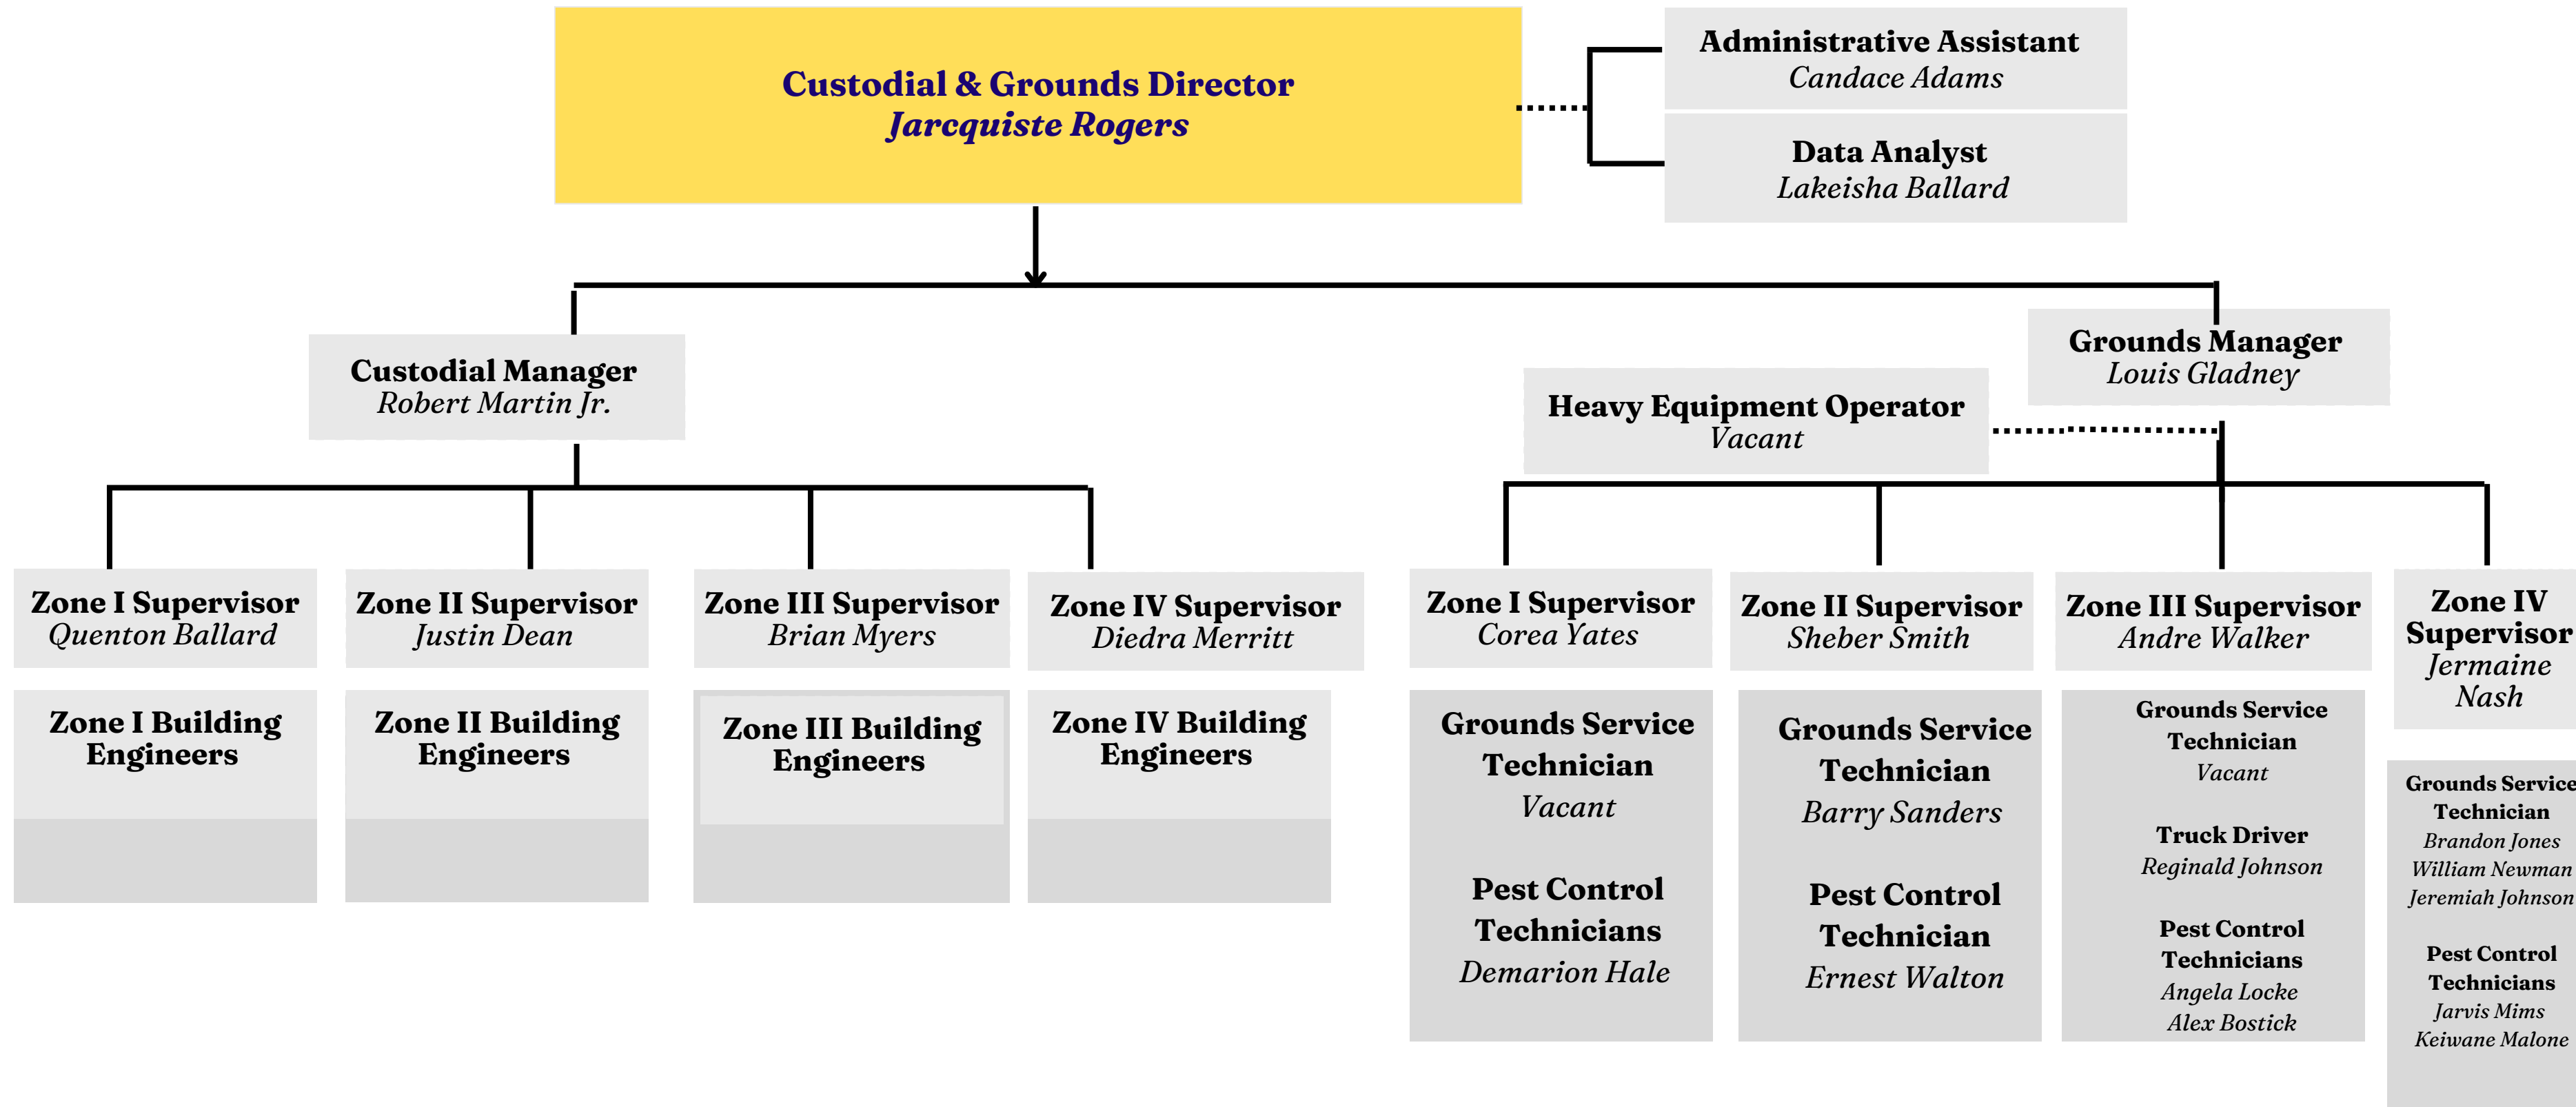 Custodial & Grounds Director
Jarcquiste Rogers
Administrative Assistant
Candace Adams
Data Analyst
Lakeisha Ballard
Custodial Manager
Robert Martin Jr.
Grounds Manager
Louis Gladney
Heavy Equipment Operator
Vacant
Zone I Supervisor
Quenton Ballard
Zone II Supervisor
Justin Dean
Zone III Supervisor
Brian Myers
Zone IV Supervisor
Diedra Merritt
Zone I Supervisor
Corea Yates
Zone II Supervisor
Sheber Smith
Zone III Supervisor
Andre Walker
Zone IV
Supervisor
Jermaine
Nash
Zone I Building
Engineers
Zone II Building
Engineers
Zone III Building
Engineers
Zone IV Building
Engineers
Grounds Service
Technician
Vacant
Pest Control
Technicians
Demarion Hale
Grounds Service
Technician
Barry Sanders
Pest Control
Technician
Ernest Walton
Grounds Service
Technician
Vacant
Truck Driver
Reginald Johnson
Pest Control
Technicians
Angela Locke
Alex Bostick
Grounds Service
Technician
Brandon Jones
William Newman
Jeremiah Johnson
Pest Control
Technicians
Jarvis Mims
Keiwane Malone